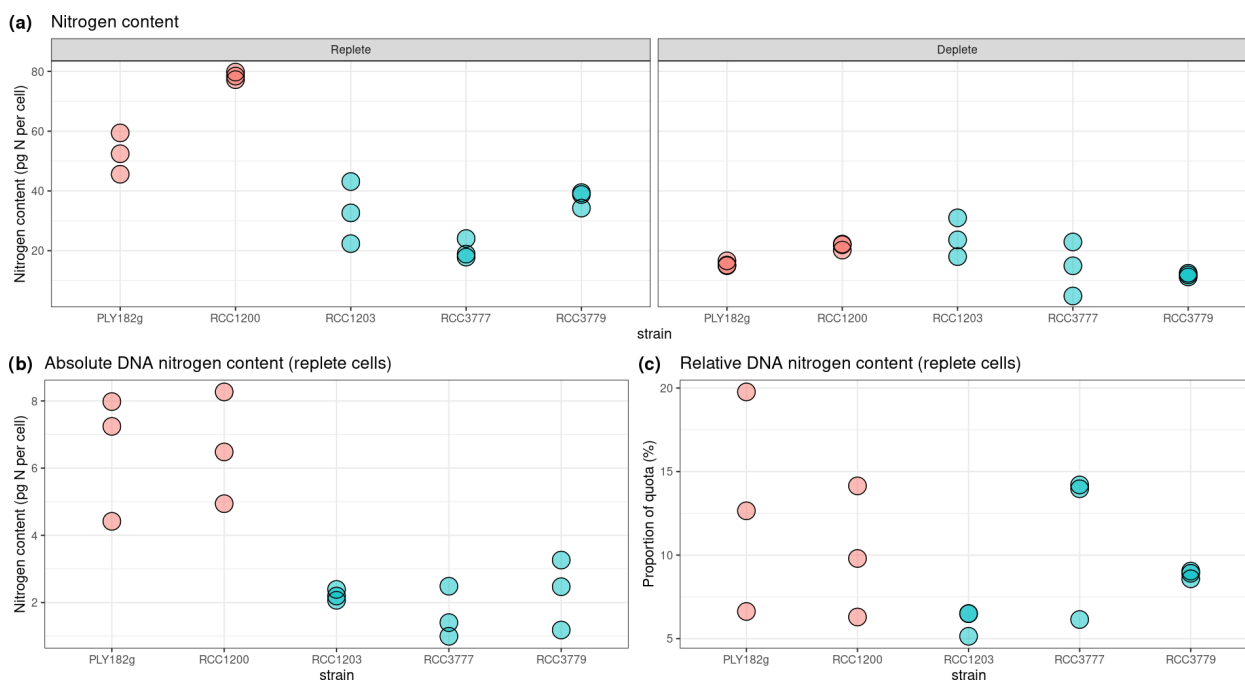 (a) Nitrogen content
Replete
Deplete
Nitrogen content (pg N per cell)
80
60
40
20
PLY182g RCC1200 RCC1203 RCC3777 RCC3779
PLY182g RCC1200 RCC1203 RCC3777 RCC3779
strain
(b) Absolute DNA nitrogen content (replete cells)
Nitrogen content (pg N per cell)
8
6
4
2
PLY182g RCC1200 RCC1203 RCC3777 RCC3779
strain
(c) Relative DNA nitrogen content (replete cells)
Proportion of quota (%)
20
15
10
5
PLY182g RCC1200 RCC1203 RCC3777 RCC3779
strain